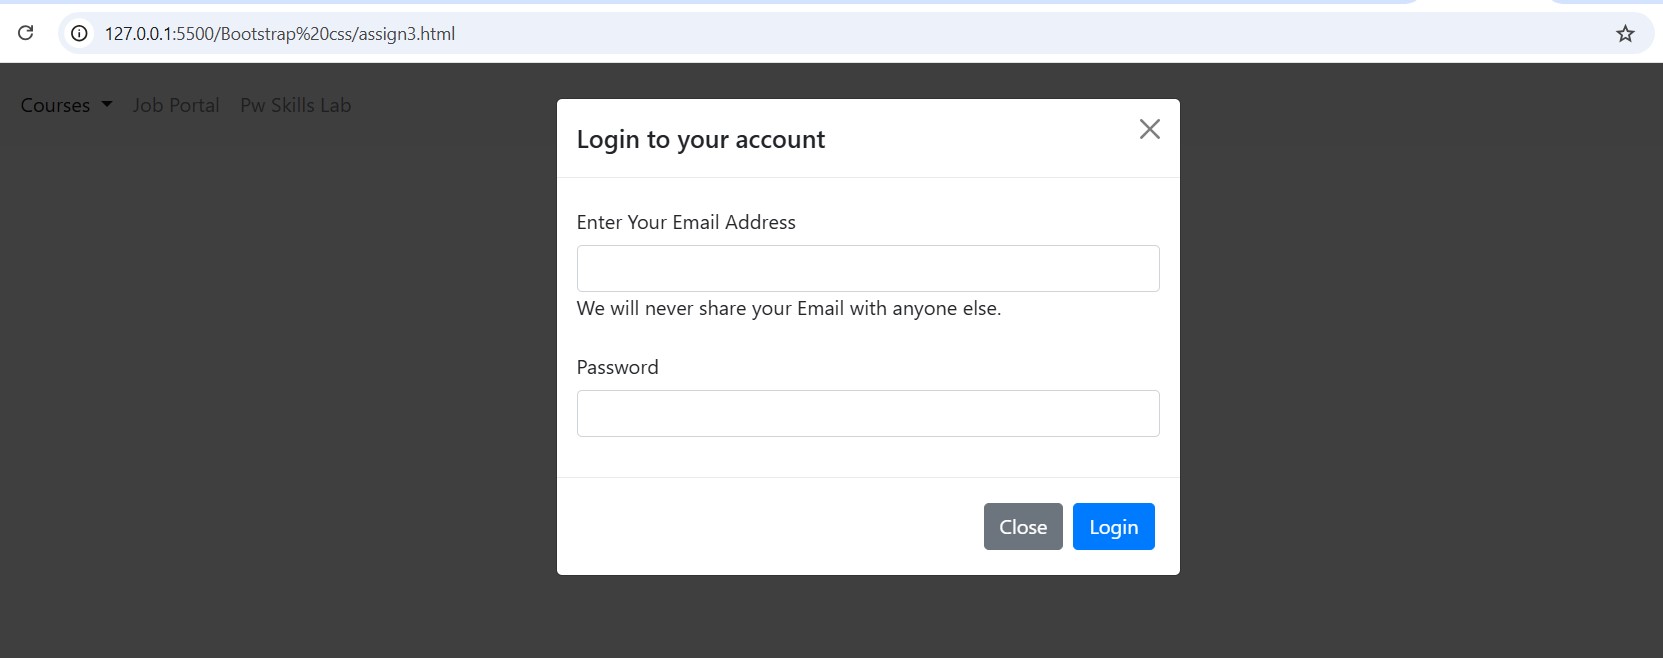 127.0.0.1:5500/Bootstrap%20css/assign3.html
Courses Job Portal Pw Skills Lab
Login to your account
Enter Your Email Address
We will never share your Email with anyone else.
Password
Close Login